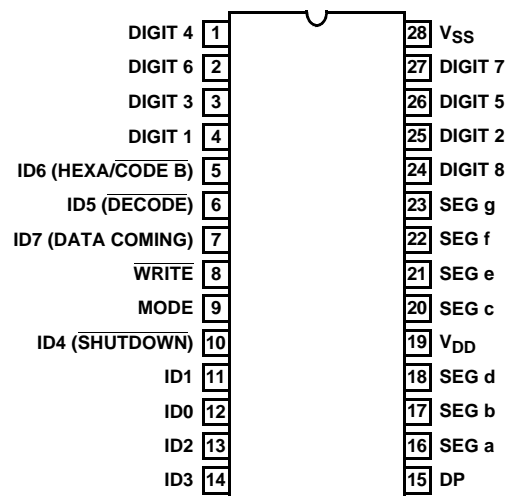 DIGIT 4 1
DIGIT 6 2
DIGIT 3 3
DIGIT 1 4
ID6 (HEXA/CODE B) 5
ID5 (DECODE) 6
ID7 (DATA COMING) 7
WRITE 8
MODE 9
ID4 (SHUTDOWN) 10
ID1 11
ID0 12
ID2 13
ID3 14
28 VSS
27 DIGIT 7
26 DIGIT 5
25 DIGIT 2
24 DIGIT 8
23 SEG g
22 SEG f
21 SEG e
20 SEG c
19 VDD
18 SEG d
17 SEG b
16 SEG a
15 DP